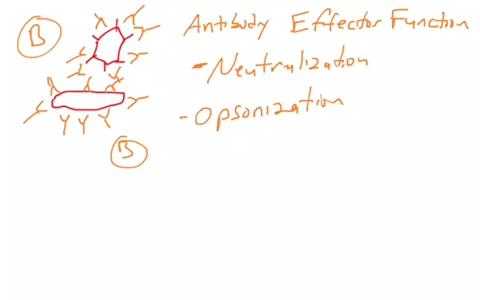 B
Antibody Effector Function
- Neutralization
- Opsonization
B